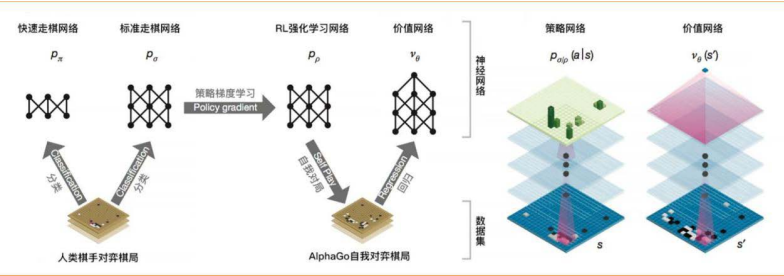 快速走棋网络
标准走棋网络
RL强化学习网络
价值网络
pπ
pσ
pρ
vθ
策略梯度学习
Policy gradient
Classification
分类
Classification
分类
Self Play
自我对局
Regression
回归
人类棋手对弈棋局
AlphaGo自我对弈棋局
神经网络
数据集
策略网络
价值网络
pσ|ρ (a|s)
vθ (s′)
s
s′